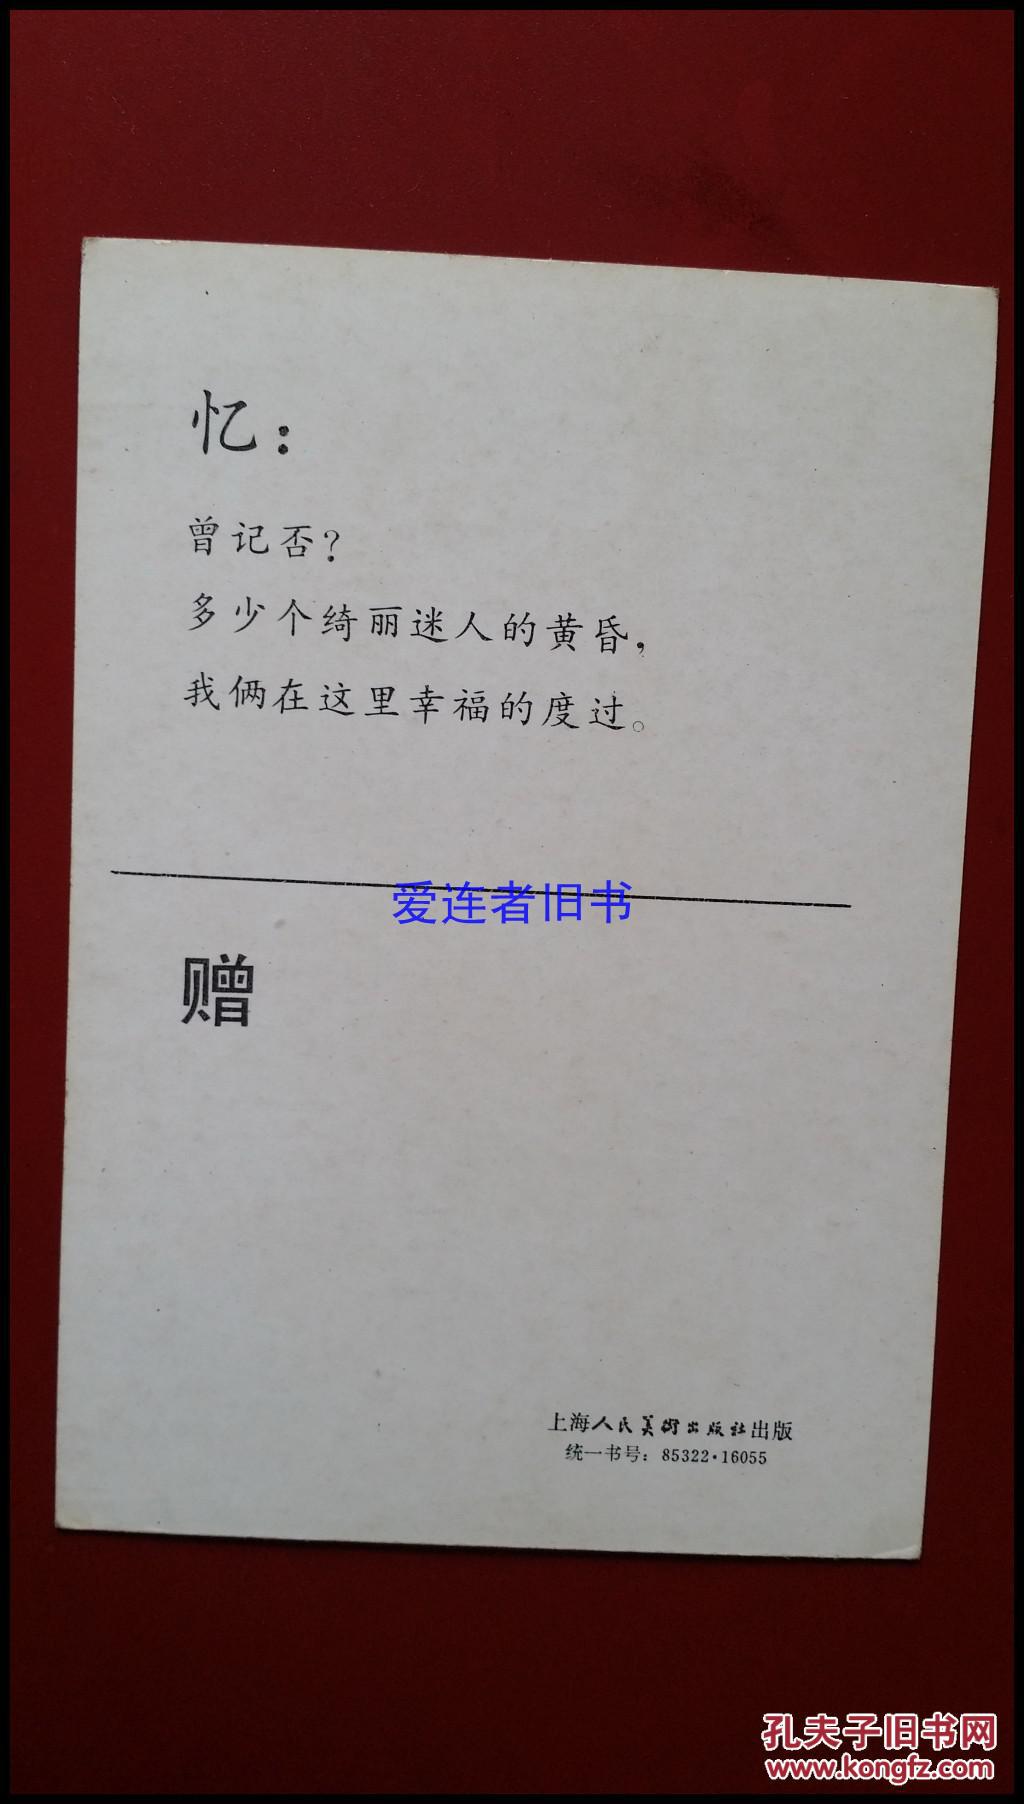 忆：
曾记否？
多少个绮丽迷人的黄昏，
我俩在这里幸福的度过。
爱连者旧书
赠
上海人民美術出版社出版
统一书号：85322·16055
孔夫子旧书网
www.kongfz.com